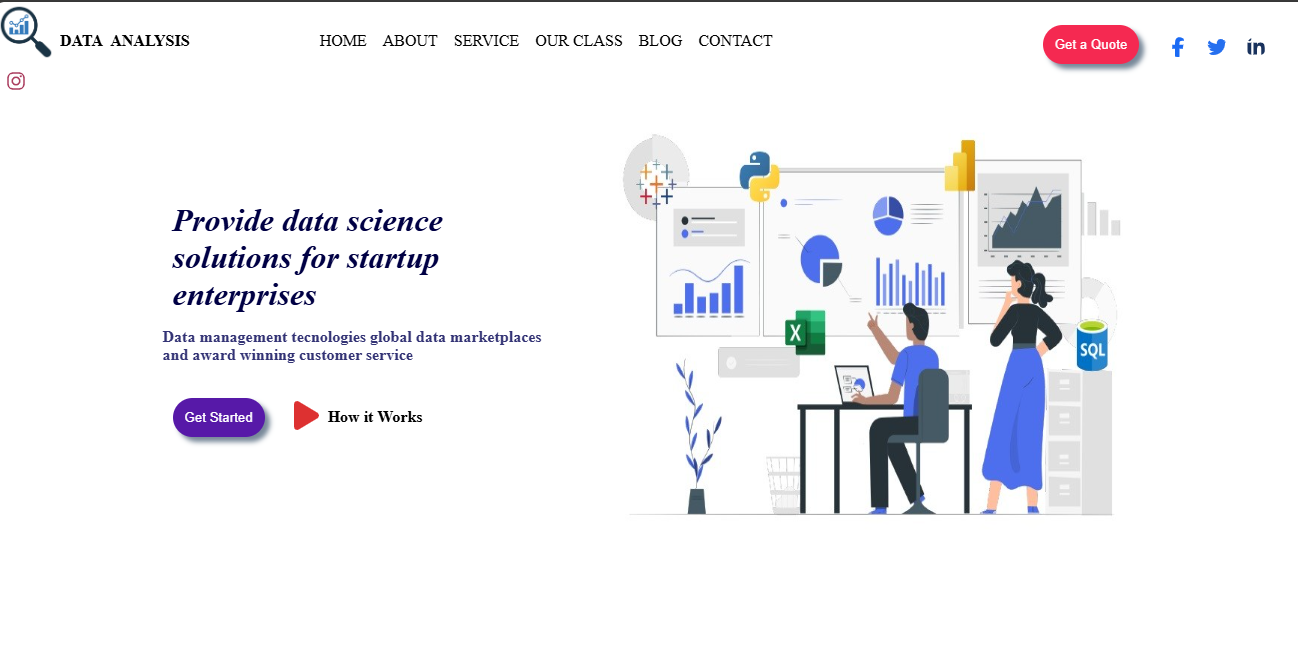 DATA ANALYSIS
HOME ABOUT SERVICE OUR CLASS BLOG CONTACT
Get a Quote
Provide data science
solutions for startup
enterprises
Data management tecnologies global data marketplaces
and award winning customer service
Get Started
How it Works
X
SQL